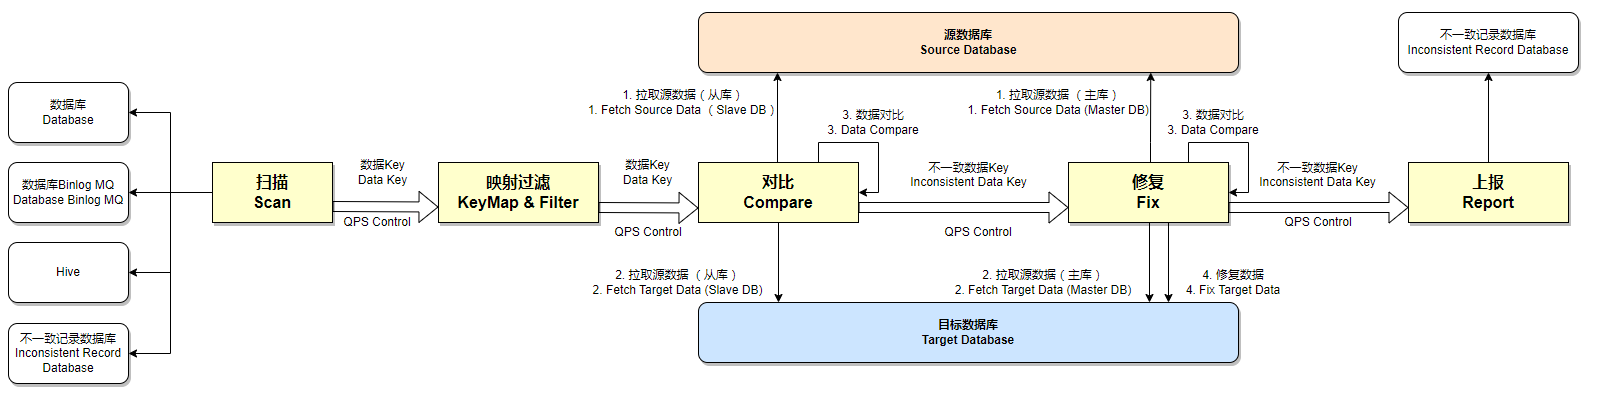 数据库
Database
数据库Binlog MQ
Database Binlog MQ
Hive
不一致记录数据库
Inconsistent Record
Database
扫描
Scan
数据Key
Data Key
QPS Control
映射过滤
KeyMap & Filter
数据Key
Data Key
QPS Control
源数据库
Source Database
1. 拉取源数据（从库）
1. Fetch Source Data （Slave DB）
3. 数据对比
3. Data Compare
对比
Compare
2. 拉取源数据 （从库）
2. Fetch Target Data (Slave DB)
不一致数据Key
Inconsistent Data Key
QPS Control
1. 拉取源数据 （主库）
1. Fetch Source Data (Master DB)
3. 数据对比
3. Data Compare
修复
Fix
2. 拉取源数据（主库）
2. Fetch Target Data (Master DB)
4. 修复数据
4. Fix Target Data
目标数据库
Target Database
不一致数据Key
Inconsistent Data Key
QPS Control
上报
Report
不一致记录数据库
Inconsistent Record Database